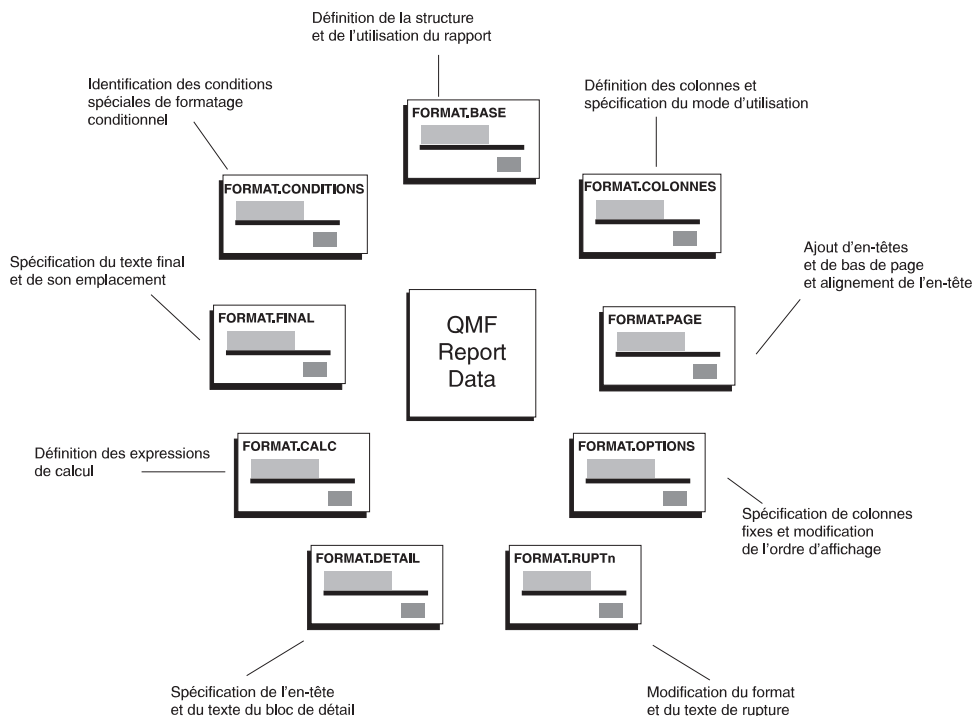 Définition de la structure
et de l'utilisation du rapport
Identification des conditions
spéciales de formatage
conditionnel
Définition des colonnes et
spécification du mode d'utilisation
FORMAT.BASE
FORMAT.CONDITIONS
FORMAT.COLONNES
Spécification du texte final
et de son emplacement
Ajout d'en-têtes
et de bas de page
et alignement de l'en-tête
FORMAT.FINAL
QMF
Report
Data
FORMAT.PAGE
Définition des expressions
de calcul
FORMAT.CALC
FORMAT.OPTIONS
Spécification de colonnes
fixes et modification
de l'ordre d'affichage
FORMAT.DETAIL
FORMAT.RUPTn
Spécification de l'en-tête
et du texte du bloc de détail
Modification du format
et du texte de rupture